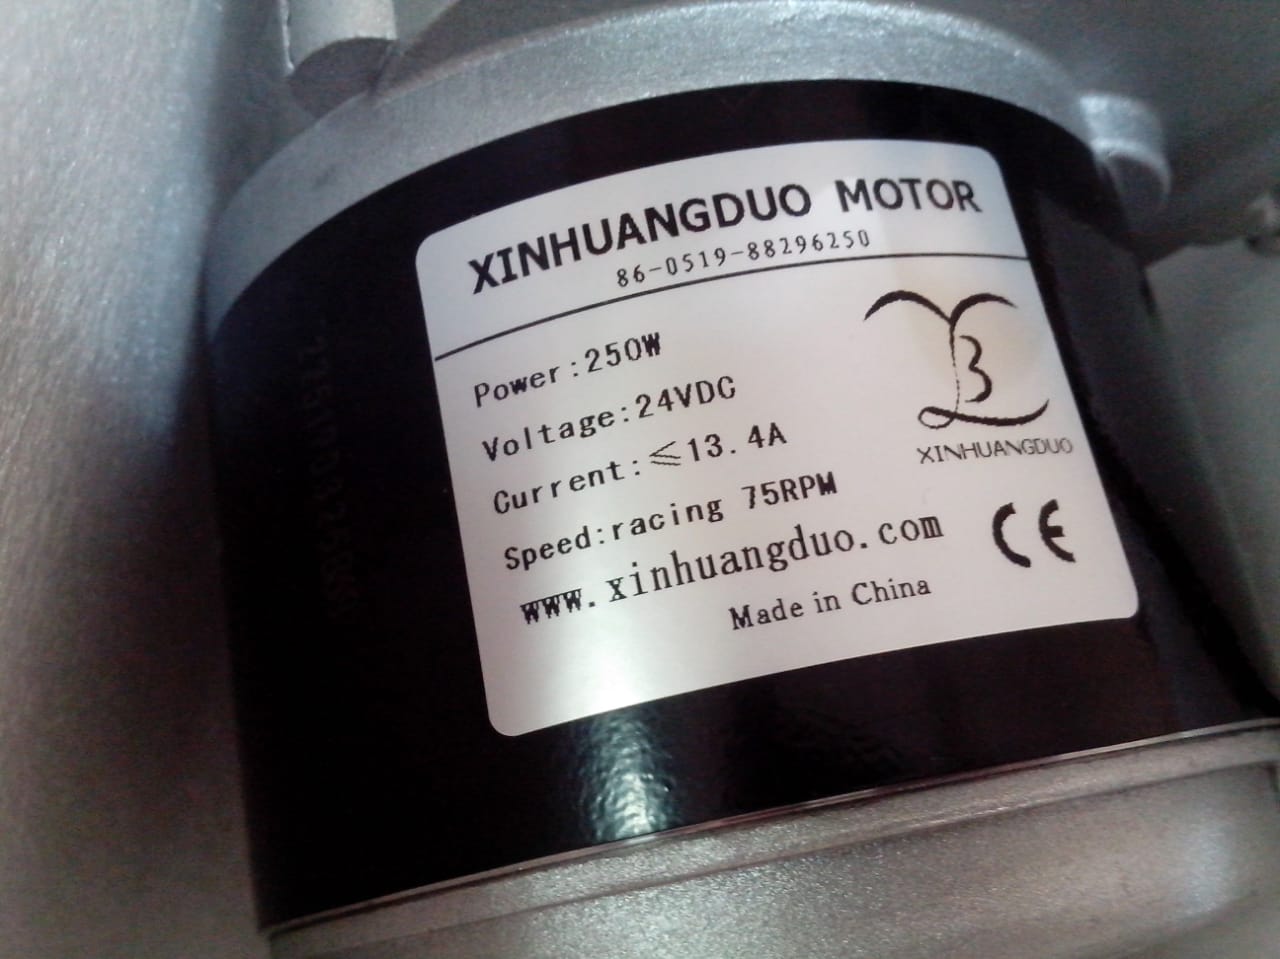 XINHUANGDUO MOTOR
86-0519-88296250
Power:250W
Voltage:24VDC
Current:≤13.4A
Speed:racing 75RPM
www.xinhuangduo.com
Made in China
XINHUANGDUO
CE